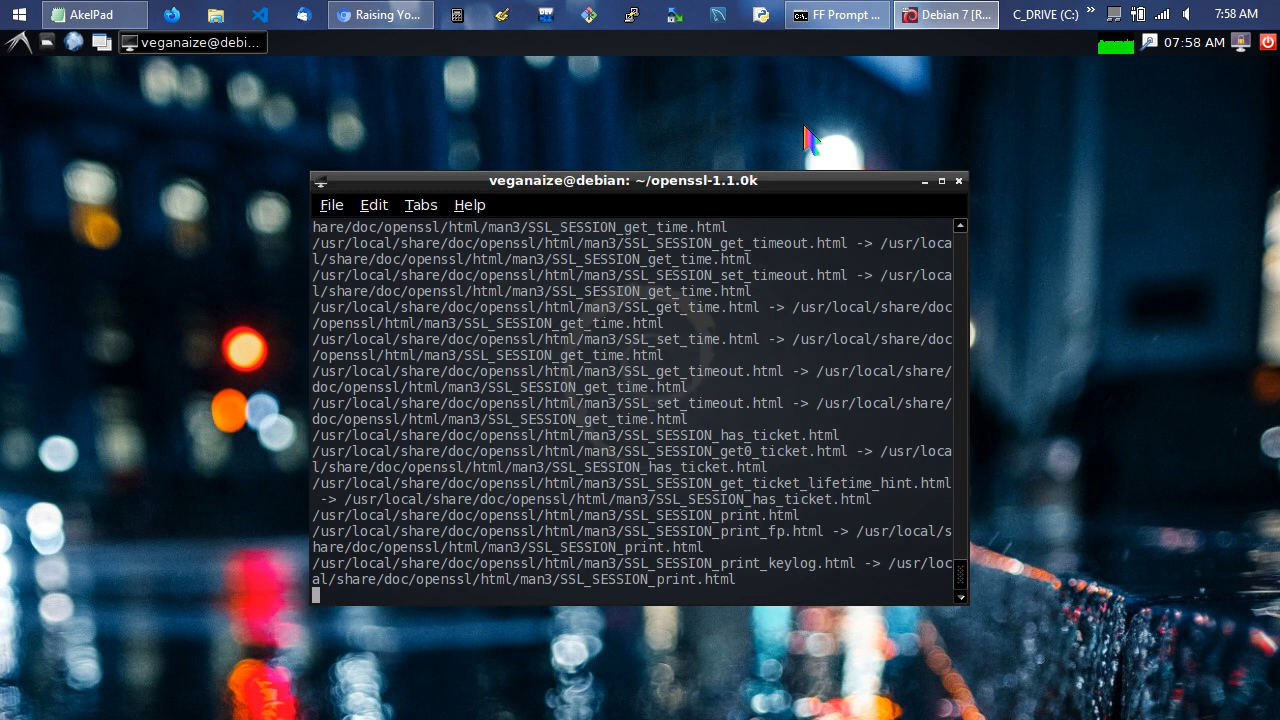 AkelPad
Raising Yo...
DEV
FF Prompt ...
Debian 7 [R...
C_DRIVE (C:)
»
7:58 AM
veganaize@debi...
07:58 AM
veganaize@debian: ~/openssl-1.1.0k
File Edit Tabs Help
hare/doc/openssl/html/man3/SSL_SESSION_get_time.html
/usr/local/share/doc/openssl/html/man3/SSL_SESSION_get_timeout.html -> /usr/loca
l/share/doc/openssl/html/man3/SSL_SESSION_get_time.html
/usr/local/share/doc/openssl/html/man3/SSL_SESSION_set_timeout.html -> /usr/loca
l/share/doc/openssl/html/man3/SSL_SESSION_get_time.html
/usr/local/share/doc/openssl/html/man3/SSL_get_time.html -> /usr/local/share/doc
/openssl/html/man3/SSL_SESSION_get_time.html
/usr/local/share/doc/openssl/html/man3/SSL_set_time.html -> /usr/local/share/doc
/openssl/html/man3/SSL_SESSION_get_time.html
/usr/local/share/doc/openssl/html/man3/SSL_get_timeout.html -> /usr/local/share/
doc/openssl/html/man3/SSL_SESSION_get_time.html
/usr/local/share/doc/openssl/html/man3/SSL_set_timeout.html -> /usr/local/share/
doc/openssl/html/man3/SSL_SESSION_get_time.html
/usr/local/share/doc/openssl/html/man3/SSL_SESSION_has_ticket.html
/usr/local/share/doc/openssl/html/man3/SSL_SESSION_get0_ticket.html -> /usr/loca
l/share/doc/openssl/html/man3/SSL_SESSION_has_ticket.html
/usr/local/share/doc/openssl/html/man3/SSL_SESSION_get_ticket_lifetime_hint.html
 -> /usr/local/share/doc/openssl/html/man3/SSL_SESSION_has_ticket.html
/usr/local/share/doc/openssl/html/man3/SSL_SESSION_print.html
/usr/local/share/doc/openssl/html/man3/SSL_SESSION_print_fp.html -> /usr/local/s
hare/doc/openssl/html/man3/SSL_SESSION_print.html
/usr/local/share/doc/openssl/html/man3/SSL_SESSION_print_keylog.html -> /usr/loc
al/share/doc/openssl/html/man3/SSL_SESSION_print.html